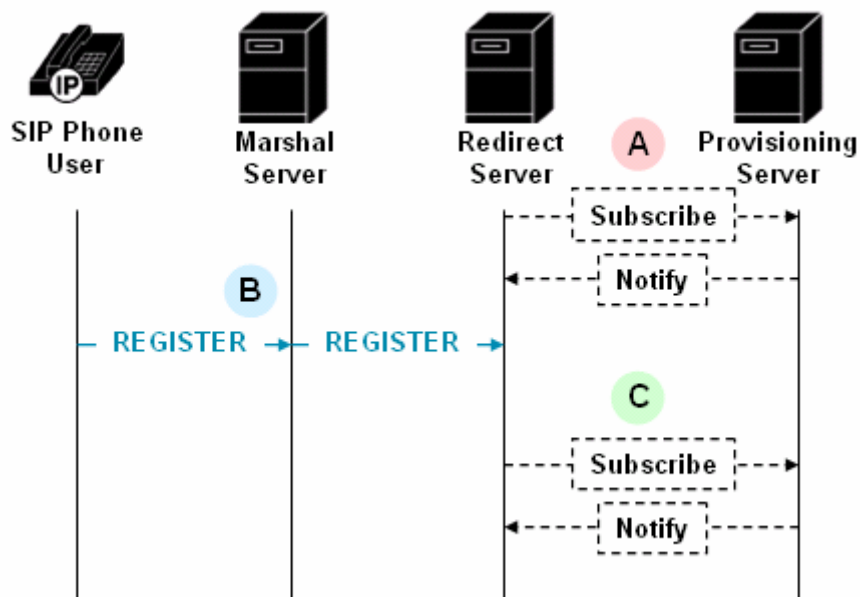 IP
SIP Phone
User
Marshal
Server
Redirect
Server
A
Provisioning
Server
Subscribe
Notify
B
REGISTER
REGISTER
C
Subscribe
Notify